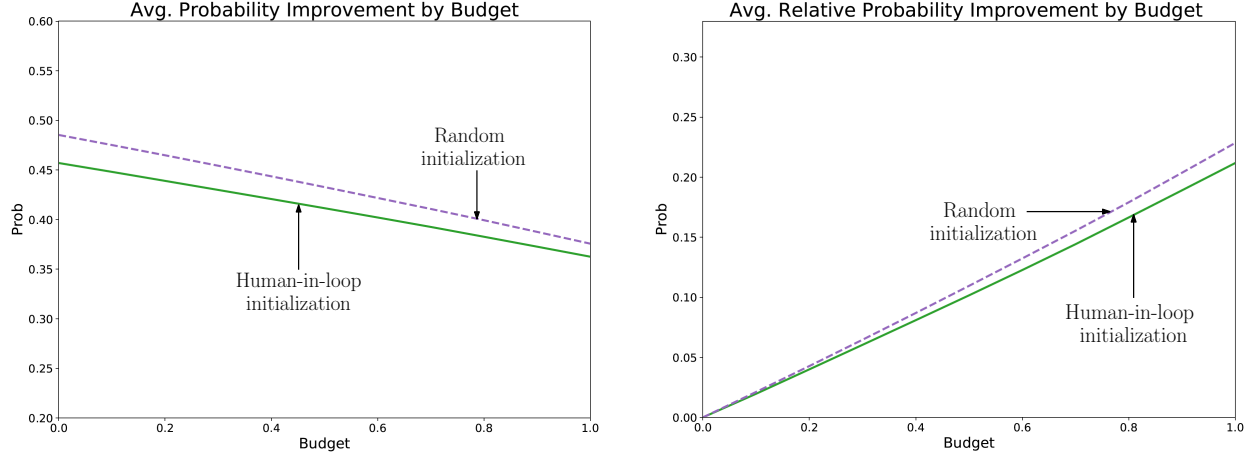 Avg. Probability Improvement by Budget
0.60
0.55
0.50
0.45
0.40
0.35
0.30
0.25
0.20
Prob
Random
initialization
Human-in-loop
initialization
0.0 0.2 0.4 0.6 0.8 1.0
Budget
Avg. Relative Probability Improvement by Budget
0.30
0.25
0.20
0.15
0.10
0.05
0.00
Prob
Random
initialization
Human-in-loop
initialization
0.0 0.2 0.4 0.6 0.8 1.0
Budget